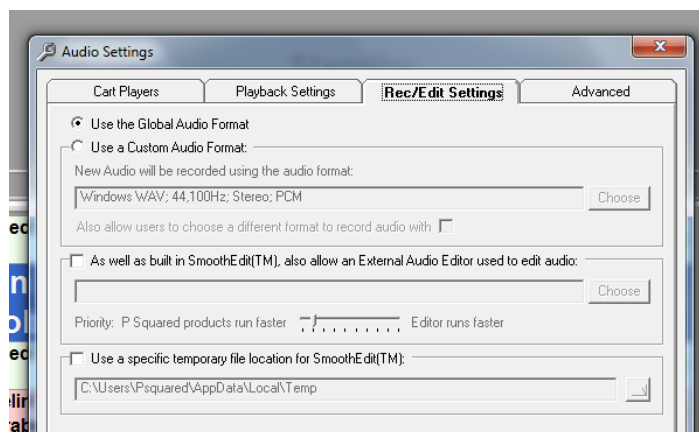 Audio Settings
Cart Players
Playback Settings
Rec/Edit Settings
Advanced
Use the Global Audio Format
Use a Custom Audio Format:
New Audio will be recorded using the audio format:
Windows WAV; 44,100Hz; Stereo; PCM
Choose
Also allow users to choose a different format to record audio with
As well as built in SmoothEdit(TM), also allow an External Audio Editor used to edit audio:
Choose
Priority: P Squared products run faster
Editor runs faster
Use a specific temporary file location for SmoothEdit(TM):
C:\Users\Psquared\AppData\Local\Temp